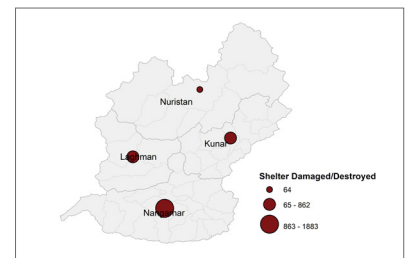 Nuristan
Kunar
Laghman
Nangarhar
Shelter Damaged/Destroyed
64
65 - 862
863 - 1883